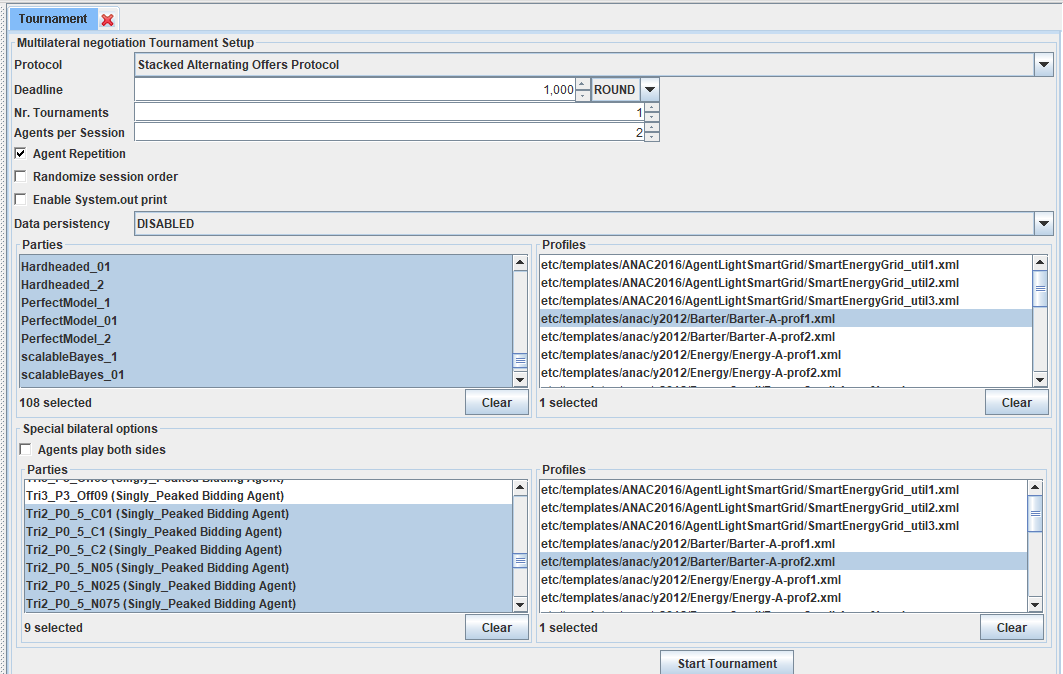 Tournament
Multilateral negotiation Tournament Setup
Protocol Stacked Alternating Offers Protocol
Deadline 1,000 ROUND
Nr. Tournaments 1
Agents per Session 2
Agent Repetition
Randomize session order
Enable System.out print
Data persistency DISABLED
Parties
Hardheaded_01
Hardheaded_2
PerfectModel_1
PerfectModel_01
PerfectModel_2
scalableBayes_1
scalableBayes_01
108 selected Clear
Profiles
etc/templates/ANAC2016/AgentLightSmartGrid/SmartEnergyGrid_util1.xml
etc/templates/ANAC2016/AgentLightSmartGrid/SmartEnergyGrid_util2.xml
etc/templates/ANAC2016/AgentLightSmartGrid/SmartEnergyGrid_util3.xml
etc/templates/anac/y2012/Barter/Barter-A-prof1.xml
etc/templates/anac/y2012/Barter/Barter-A-prof2.xml
etc/templates/anac/y2012/Energy/Energy-A-prof1.xml
etc/templates/anac/y2012/Energy/Energy-A-prof2.xml
1 selected Clear
Special bilateral options
Agents play both sides
Parties
Tri3_P3_Off09 (Singly_Peaked Bidding Agent)
Tri2_P0_5_C01 (Singly_Peaked Bidding Agent)
Tri2_P0_5_C1 (Singly_Peaked Bidding Agent)
Tri2_P0_5_C2 (Singly_Peaked Bidding Agent)
Tri2_P0_5_N05 (Singly_Peaked Bidding Agent)
Tri2_P0_5_N025 (Singly_Peaked Bidding Agent)
Tri2_P0_5_N075 (Singly_Peaked Bidding Agent)
9 selected Clear
Profiles
etc/templates/ANAC2016/AgentLightSmartGrid/SmartEnergyGrid_util1.xml
etc/templates/ANAC2016/AgentLightSmartGrid/SmartEnergyGrid_util2.xml
etc/templates/ANAC2016/AgentLightSmartGrid/SmartEnergyGrid_util3.xml
etc/templates/anac/y2012/Barter/Barter-A-prof1.xml
etc/templates/anac/y2012/Barter/Barter-A-prof2.xml
etc/templates/anac/y2012/Energy/Energy-A-prof1.xml
etc/templates/anac/y2012/Energy/Energy-A-prof2.xml
1 selected Clear
Start Tournament